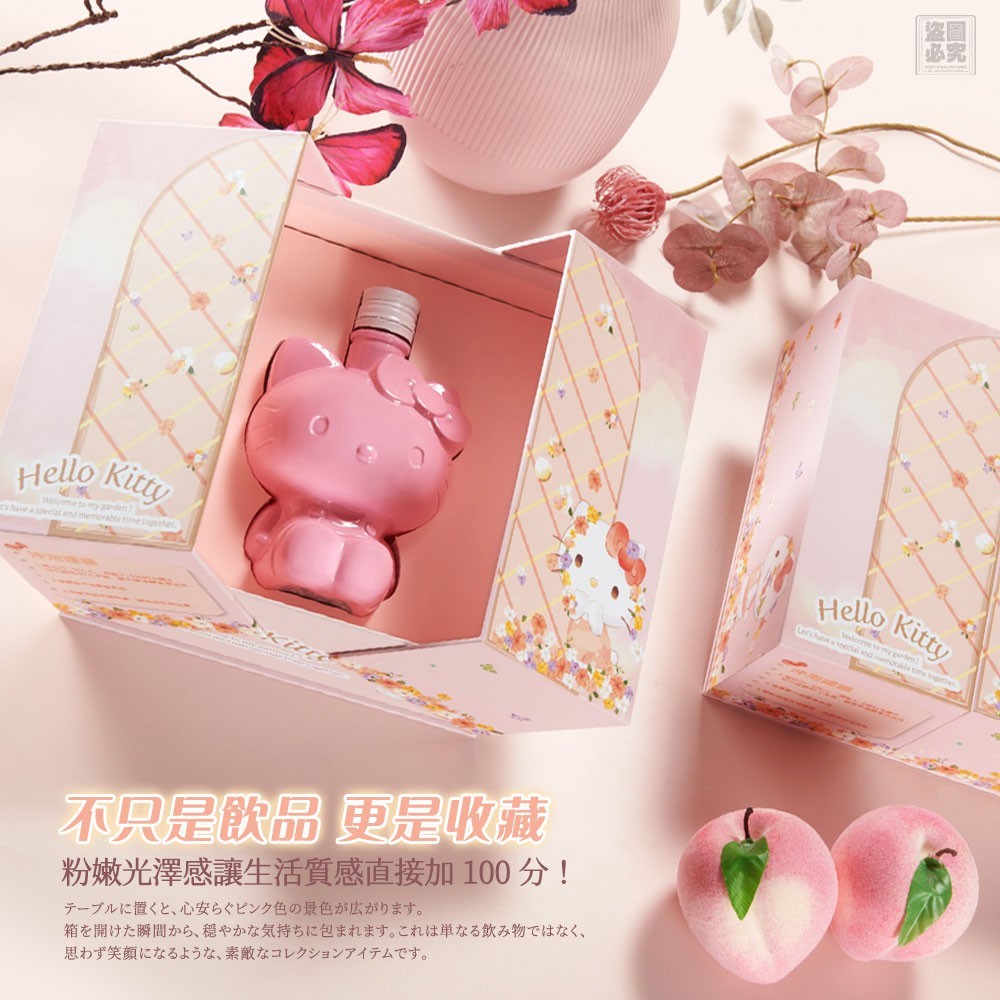 盜圖
必究
Hello Kitty
Welcome to my garden!
Let's have a special and memorable time together.
Hello Kitty
Welcome to my garden!
Let's have a special and memorable time together.
不只是飲品 更是收藏
粉嫩光澤感讓生活質感直接加 100 分！
テーブルに置くと、心安らぐピンク色の景色が広がります。
箱を開けた瞬間から、穏やかな気持ちに包まれます。これは単なる飲み物ではなく、
思わず笑顔になるような、素敵なコレクションアイテムです。